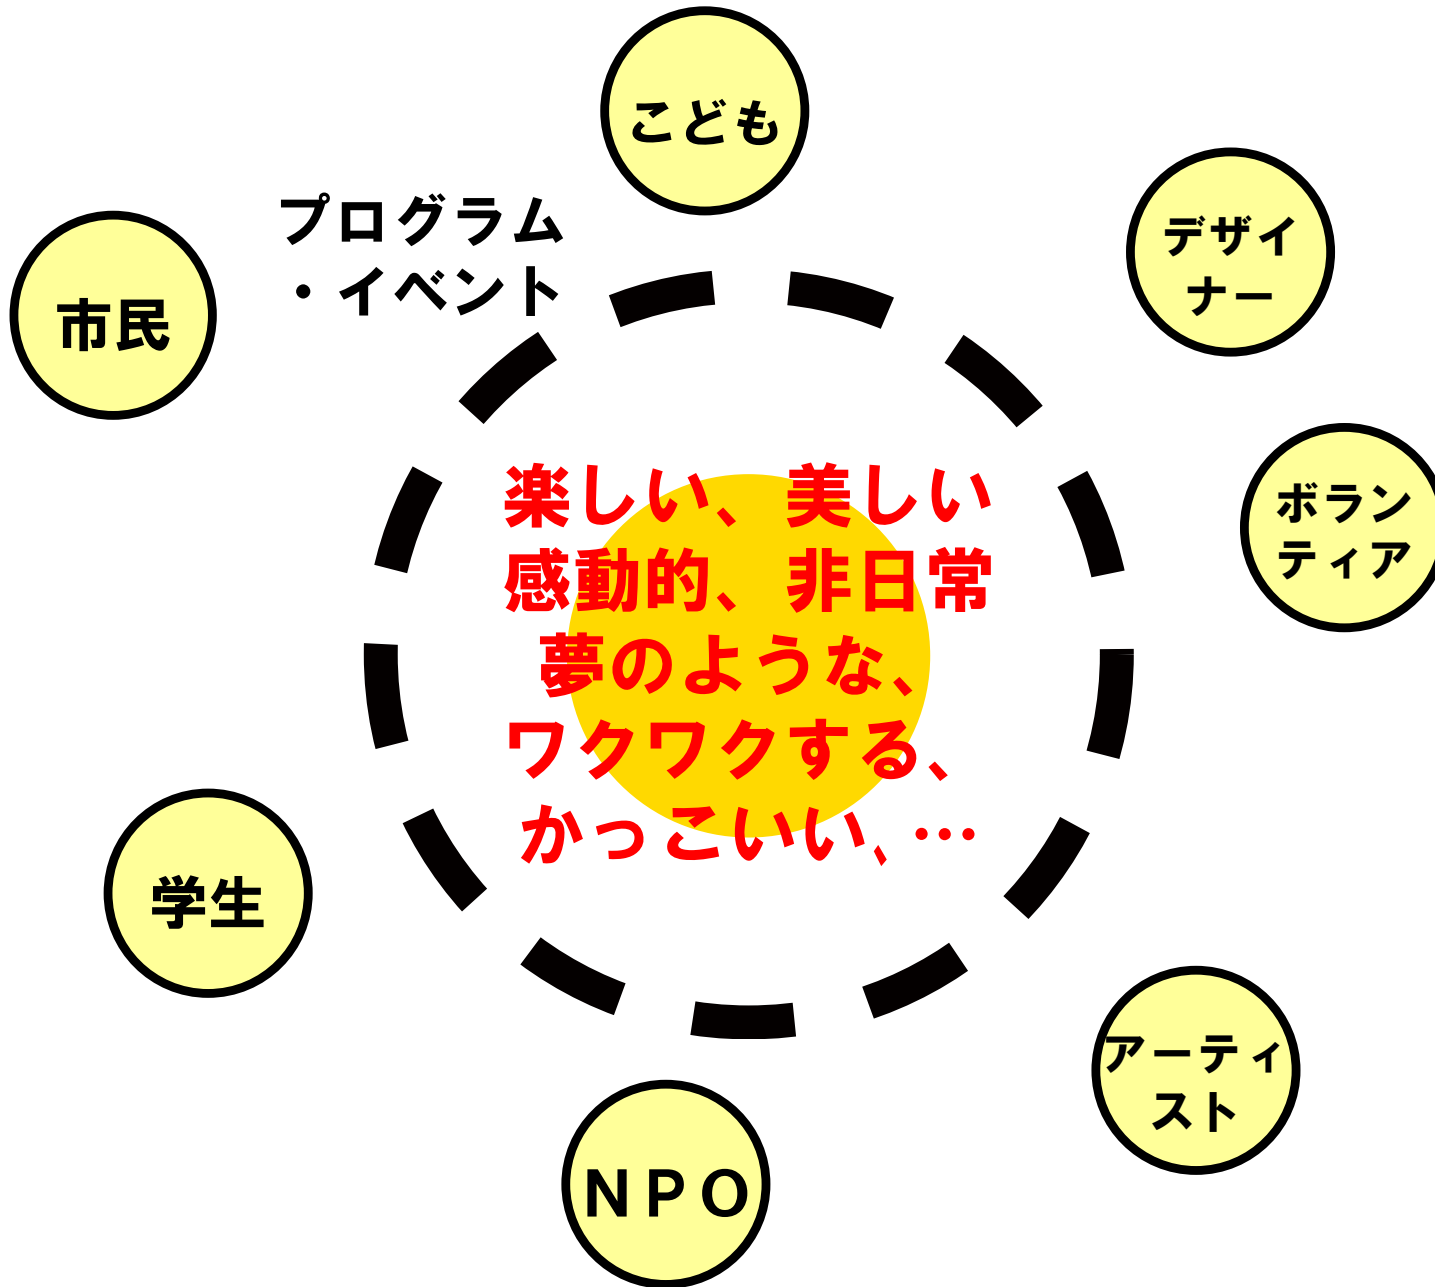 こども
プログラム
・イベント
デザイ
ナー
市民
ボラン
ティア
楽しい、美しい
感動的、非日常
夢のような、
ワクワクする、
かっこいい、…
学生
アーティ
スト
ＮＰＯ